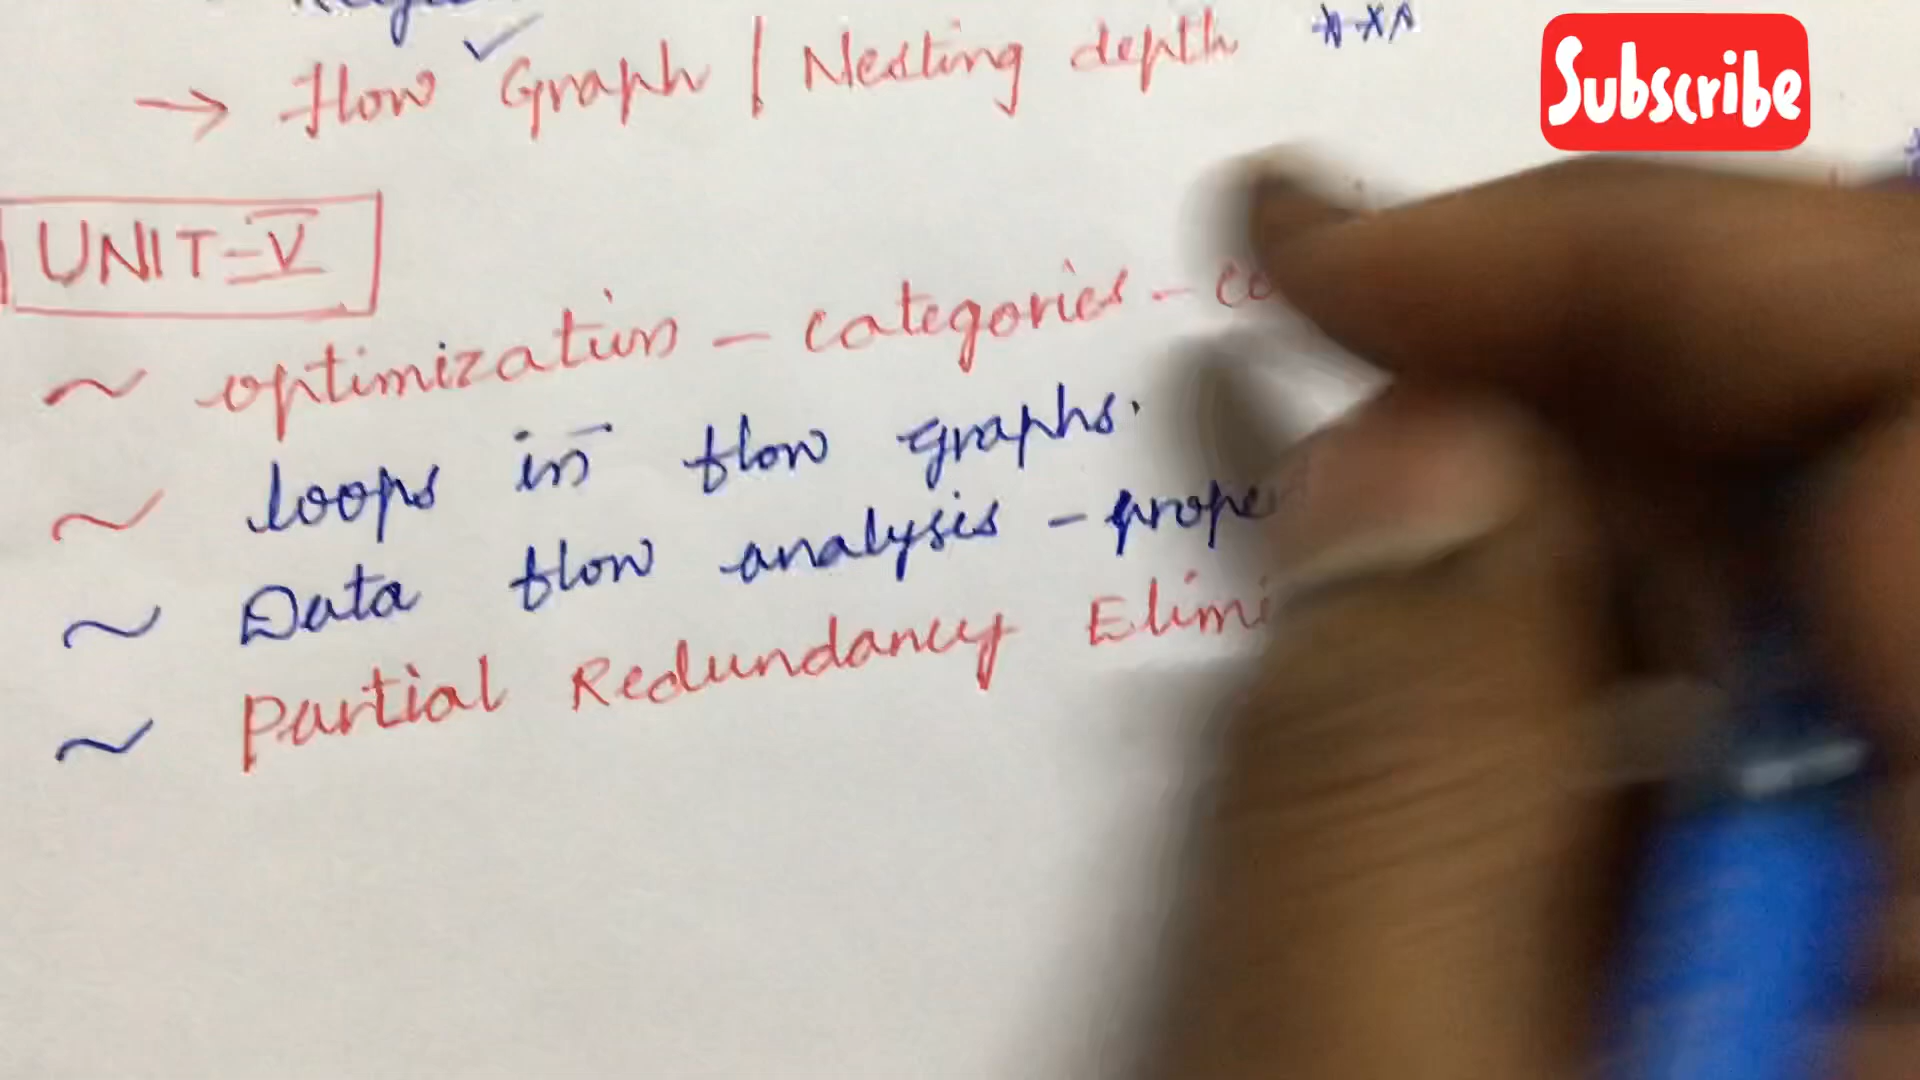 Subscribe
→ Flow Graph | Nesting depth
UNIT-V
~ optimization - categories -
~ loops in flow graphs.
~ Data flow analysis -
~ Partial Redundancy